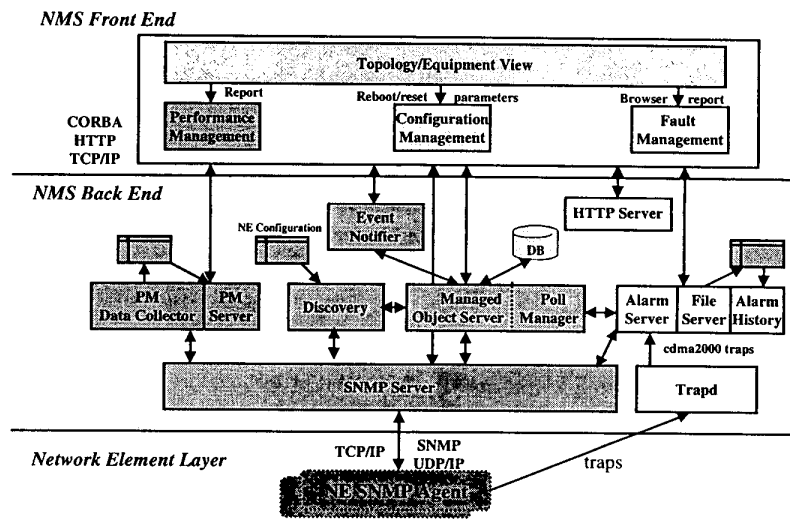 NMS Front End
Topology/Equipment View
Report
Reboot/reset parameters
Browser report
Performance
Management
Configuration
Management
Fault
Management
CORBA
HTTP
TCP/IP
NMS Back End
HTTP Server
Event
Notifier
NE Configuration
DB
PM
Data Collector
PM
Server
Discovery
Managed
Object Server
Poll
Manager
Alarm
Server
File
Server
Alarm
History
cdma2000 traps
SNMP Server
Trapd
Network Element Layer
TCP/IP
SNMP
UDP/IP
traps
NE SNMP Agent